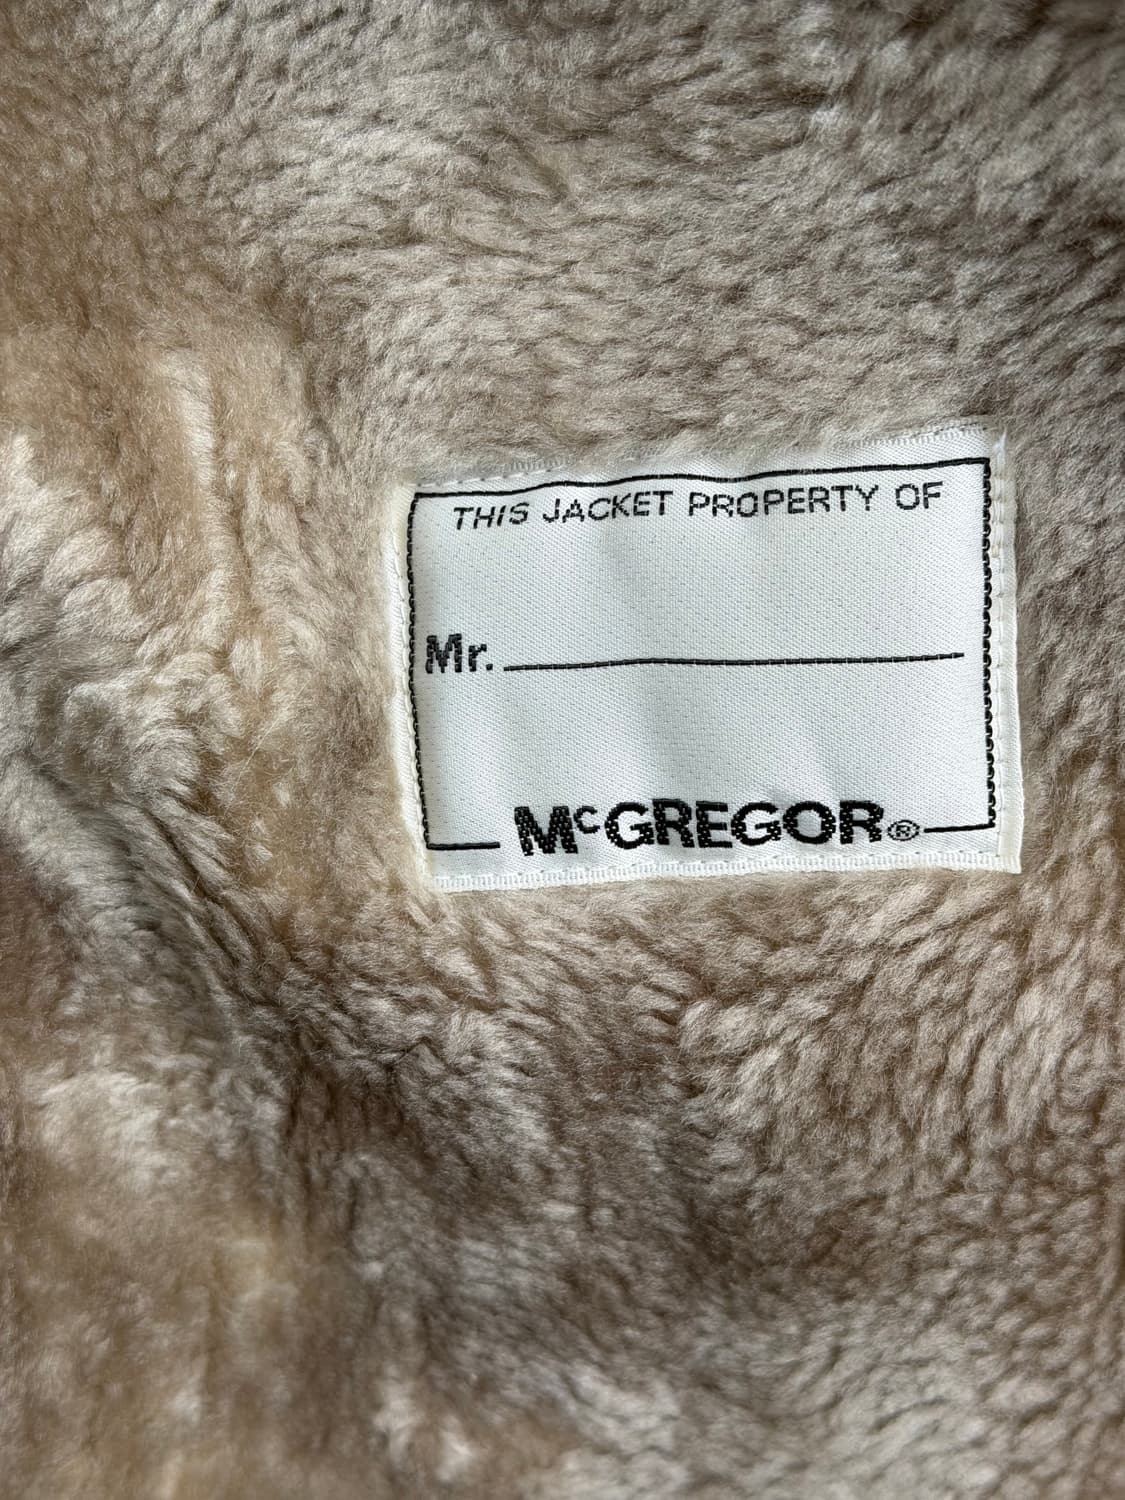 THIS JACKET PROPERTY OF
Mr.
McGREGOR®